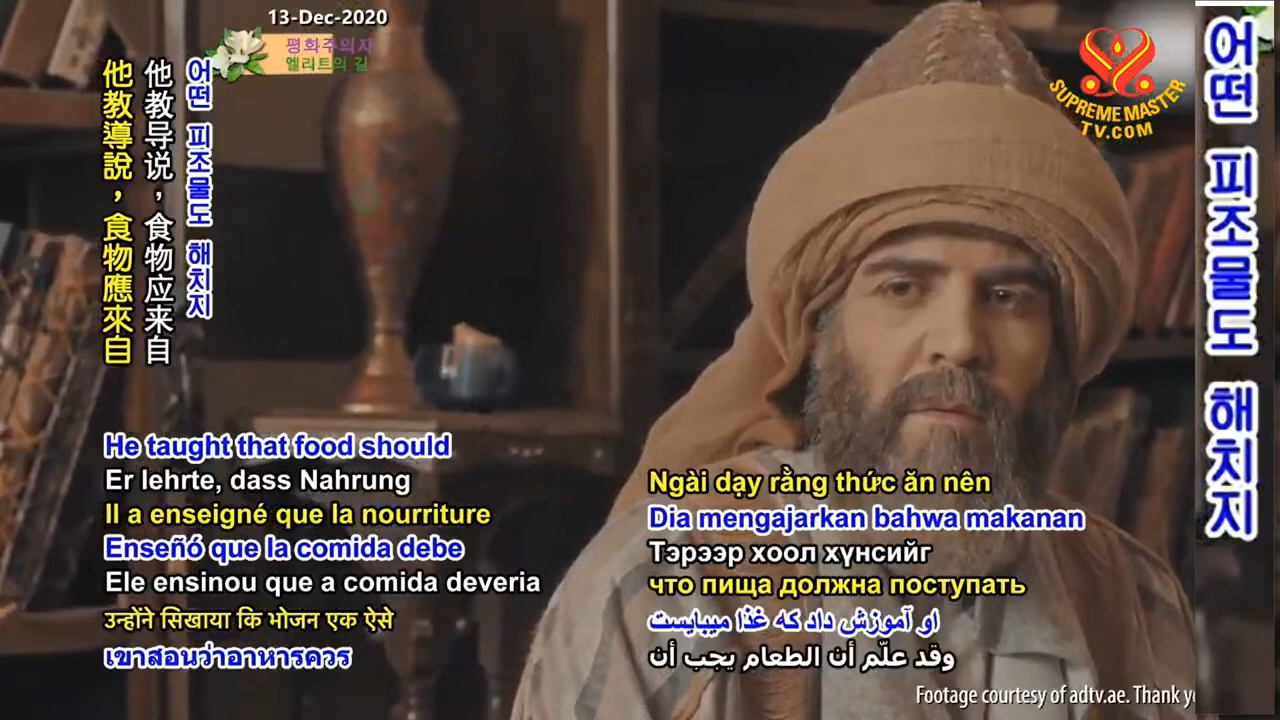 13-Dec-2020
평화주의자
엘리트의 길
SUPREME MASTER
TV.COM
어떤 피조물도 해치지
어떤 피조물도 해치지
他教导说，食物应来自
他教導說，食物應來自
He taught that food should
Er lehrte, dass Nahrung
Il a enseigné que la nourriture
Enseñó que la comida debe
Ele ensinou que a comida deveria
उन्होंने सिखाया कि भोजन एक ऐसे
เขาสอนว่าอาหารควร
Ngài dạy rằng thức ăn nên
Dia mengajarkan bahwa makanan
Тэрээр хоол хүнсийг
что пища должна поступать
او آموزش داد که غذا میبایست
وقد علّم أن الطعام يجب أن
Footage courtesy of adtv.ae. Thank